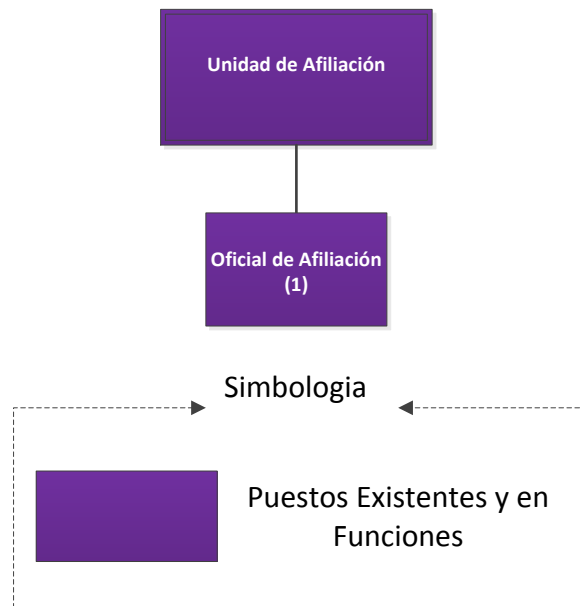 Unidad de Afiliación
Oficial de Afiliación
(1)
Simbologia
Puestos Existentes y en
Funciones